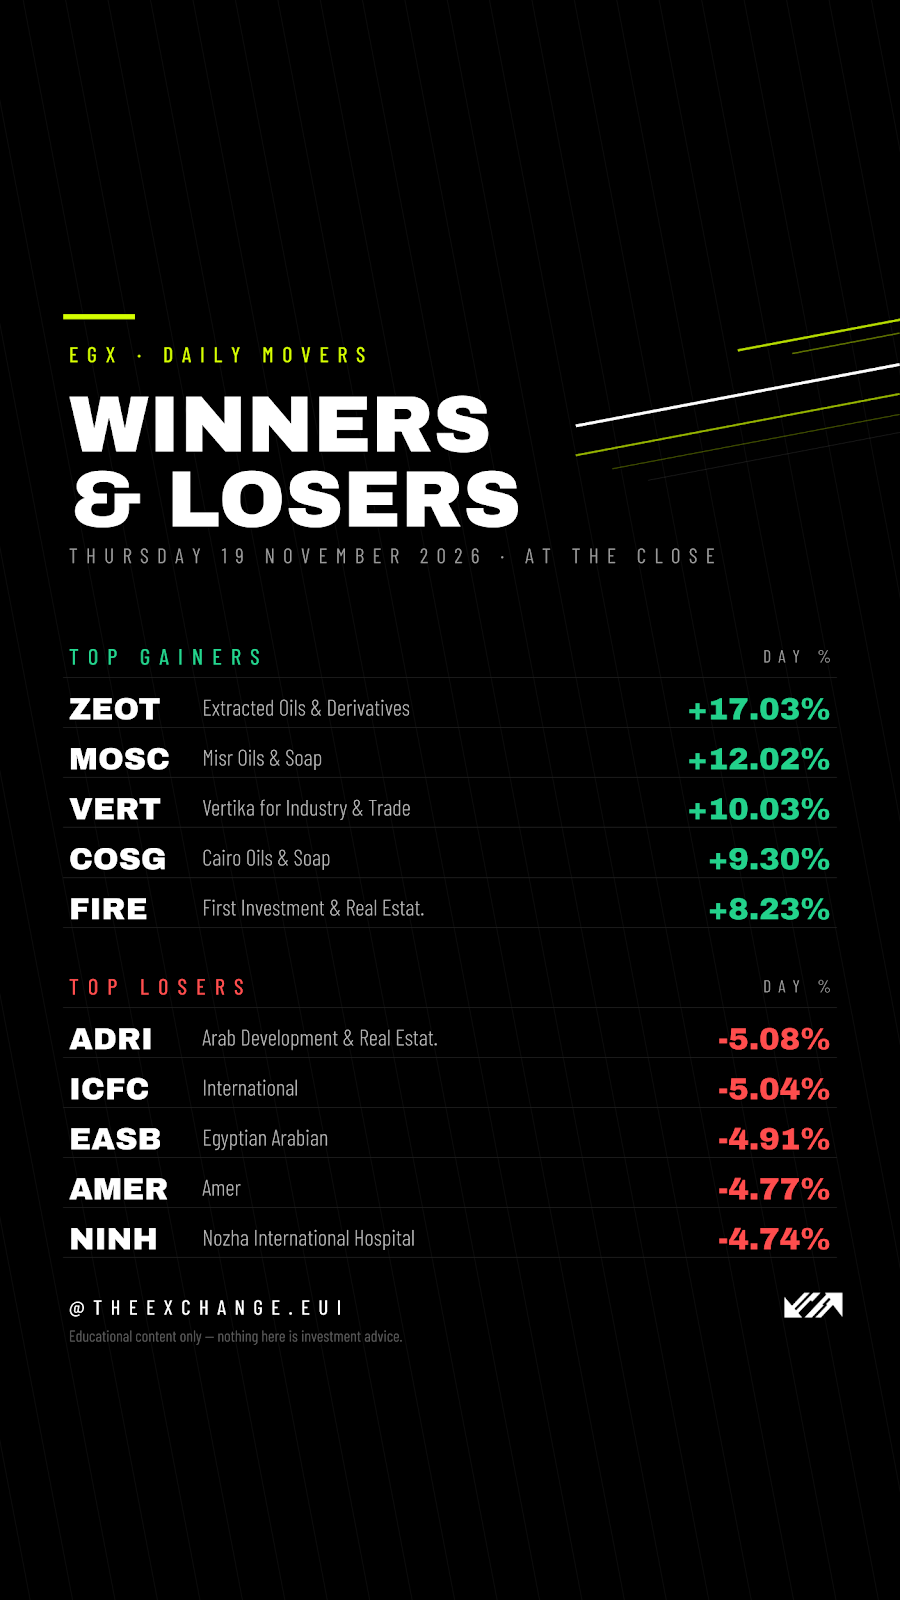 EGX · DAILY MOVERS
WINNERS
& LOSERS
THURSDAY 19 NOVEMBER 2026 · AT THE CLOSE
TOP GAINERS DAY %
ZEOT Extracted Oils & Derivatives +17.03%
MOSC Misr Oils & Soap +12.02%
VERT Vertika for Industry & Trade +10.03%
COSG Cairo Oils & Soap +9.30%
FIRE First Investment & Real Estat. +8.23%
TOP LOSERS DAY %
ADRI Arab Development & Real Estat. -5.08%
ICFC International -5.04%
EASB Egyptian Arabian -4.91%
AMER Amer -4.77%
NINH Nozha International Hospital -4.74%
@THEEXCHANGE.EUI
Educational content only — nothing here is investment advice.